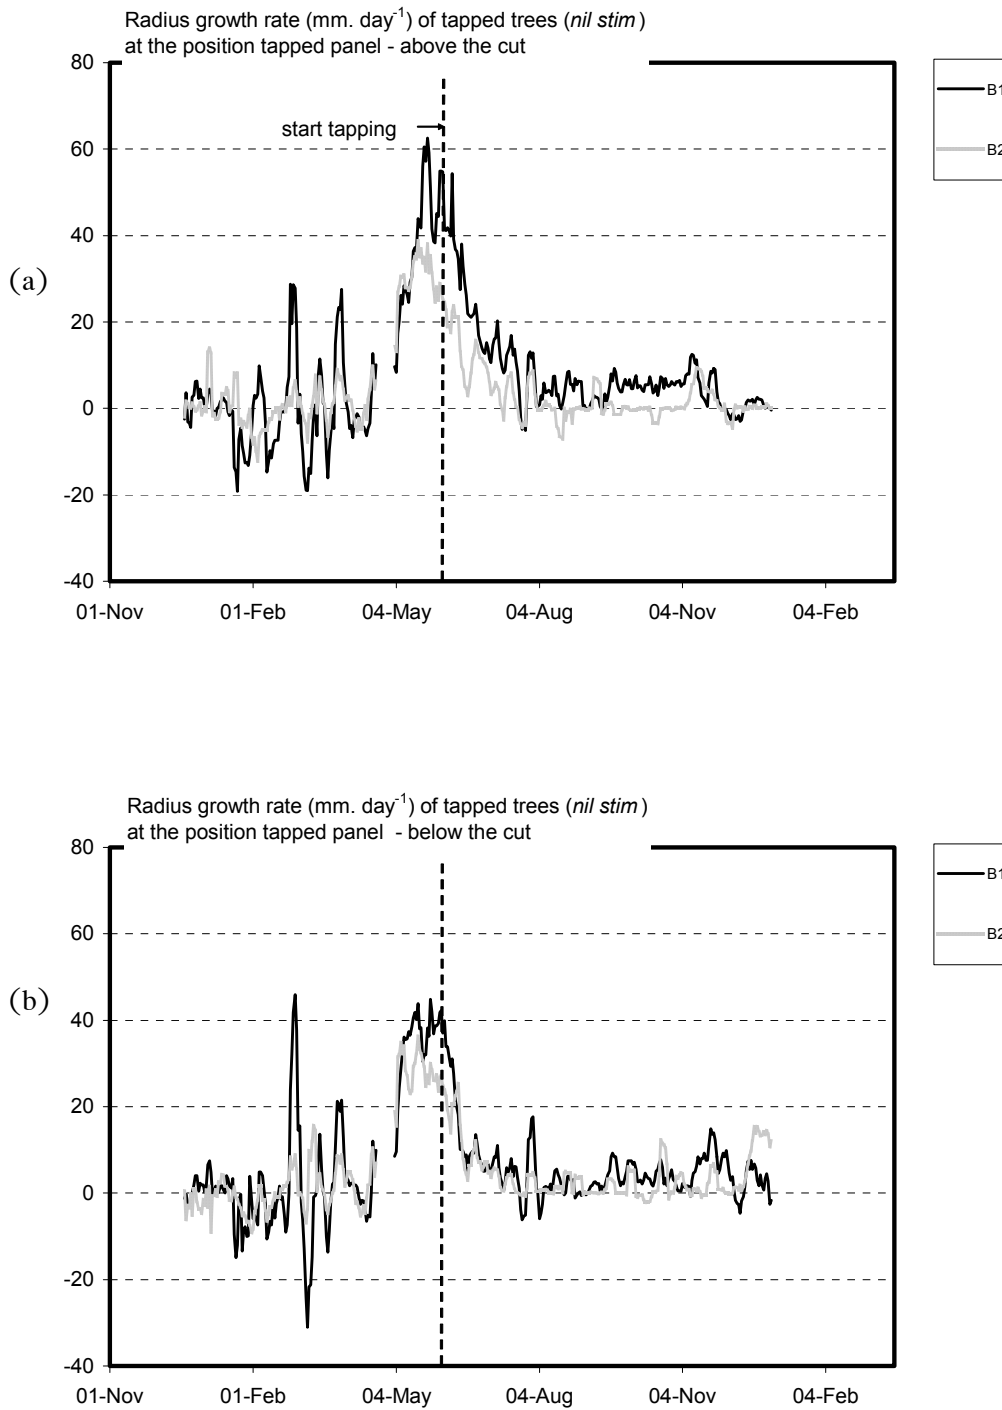 Radius growth rate (mm. day-1) of tapped trees (nil stim)
at the position tapped panel - above the cut
80
B1
start tapping
60
B2
40
(a)
20
0
-20
-40
01-Nov 01-Feb 04-May 04-Aug 04-Nov 04-Feb
Radius growth rate (mm. day-1) of tapped trees (nil stim)
at the position tapped panel - below the cut
80
B1
60
B2
40
(b)
20
0
-20
-40
01-Nov 01-Feb 04-May 04-Aug 04-Nov 04-Feb